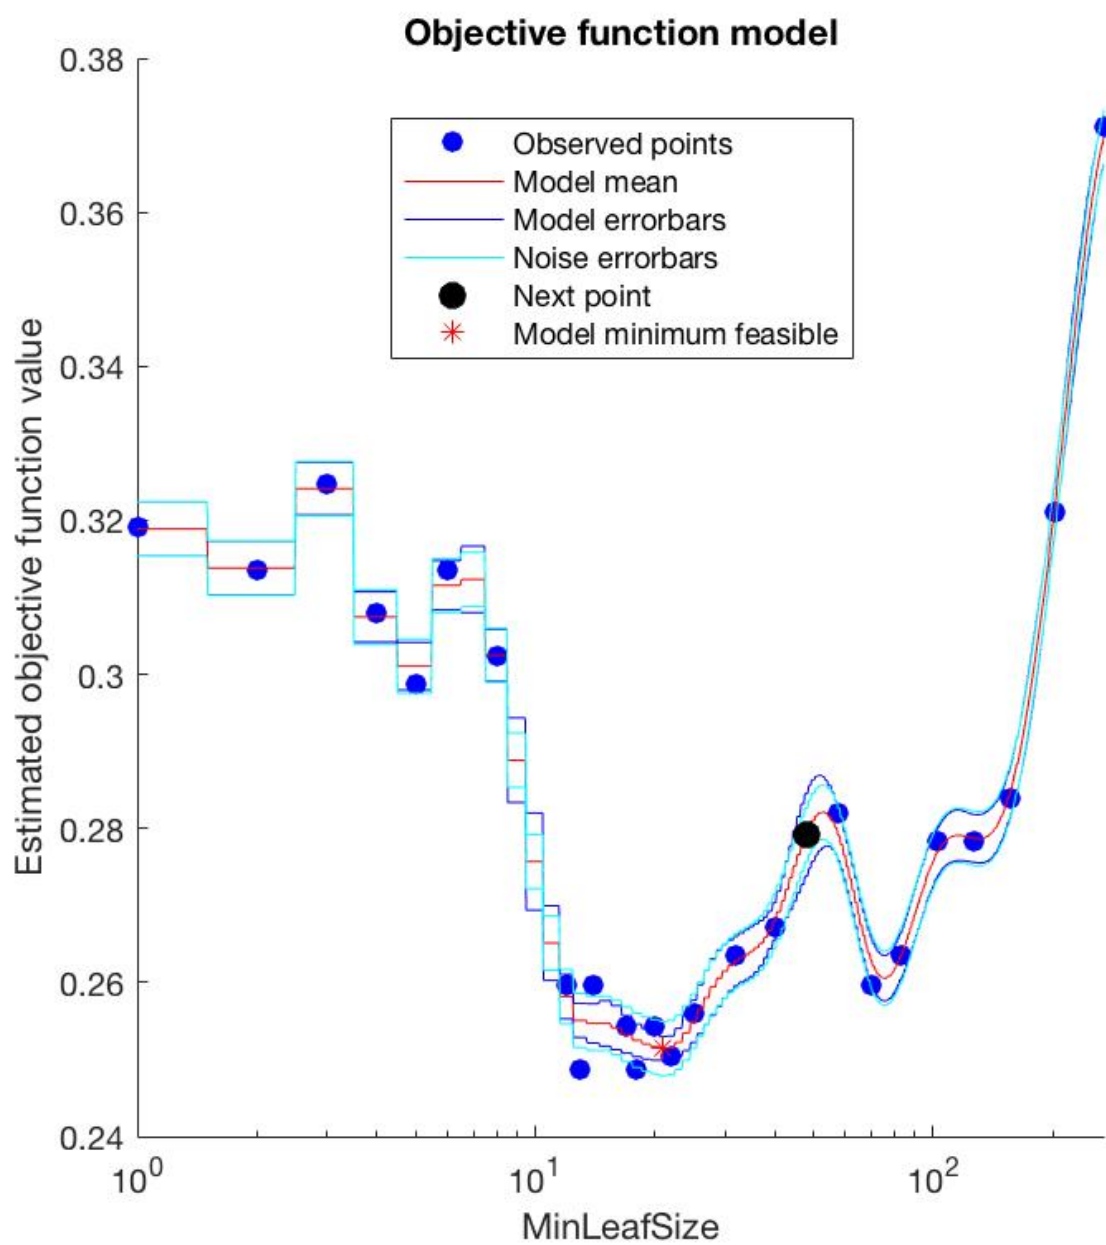 Objective function model
0.38
0.36
0.34
0.32
0.3
0.28
0.26
0.24
Estimated objective function value
Observed points
Model mean
Model errorbars
Noise errorbars
Next point
Model minimum feasible
10^0
10^1
10^2
MinLeafSize